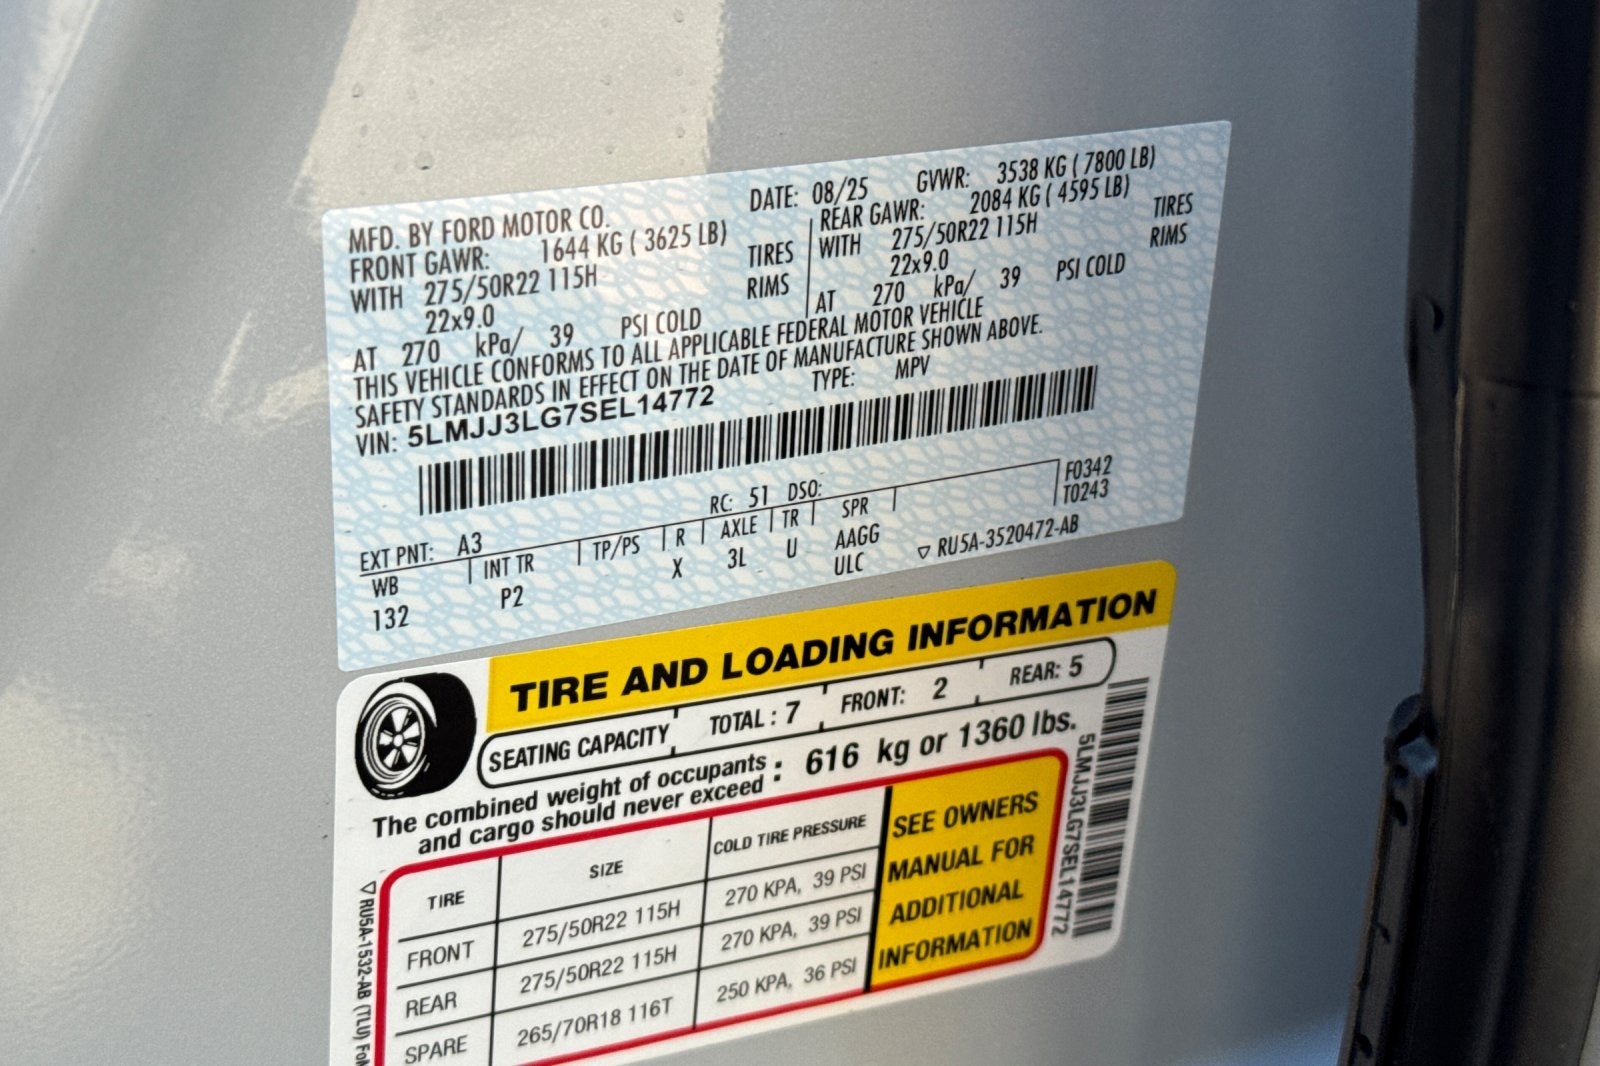 MFD. BY FORD MOTOR CO.
DATE: 08/25 GVWR: 3538 KG ( 7800 LB)
FRONT GAWR: 1644 KG ( 3625 LB)
WITH 275/50R22 115H TIRES
22x9.0 RIMS
AT 270 kPa/ 39 PSI COLD
REAR GAWR: 2084 KG ( 4595 LB)
WITH 275/50R22 115H TIRES
22x9.0 RIMS
AT 270 kPa/ 39 PSI COLD
THIS VEHICLE CONFORMS TO ALL APPLICABLE FEDERAL MOTOR VEHICLE
SAFETY STANDARDS IN EFFECT ON THE DATE OF MANUFACTURE SHOWN ABOVE.
VIN: 5LMJJ3LG7SEL14772 TYPE: MPV
EXT PNT: A3 RC: 51 DSO: F0342
T0243
WB INT TR TP/PS R AXLE TR SPR
132 P2 X 3L U AAGG
ULC
▽ RU5A-3520472-AB
TIRE AND LOADING INFORMATION
SEATING CAPACITY TOTAL : 7 FRONT: 2 REAR: 5
The combined weight of occupants
and cargo should never exceed : 616 kg or 1360 lbs.
TIRE SIZE COLD TIRE PRESSURE
FRONT 275/50R22 115H 270 KPA, 39 PSI
REAR 275/50R22 115H 270 KPA, 39 PSI
SPARE 265/70R18 116T 250 KPA, 36 PSI
SEE OWNERS
MANUAL FOR
ADDITIONAL
INFORMATION
5LMJJ3LG7SEL14772
▽RU5A-1532-AB (TLU)